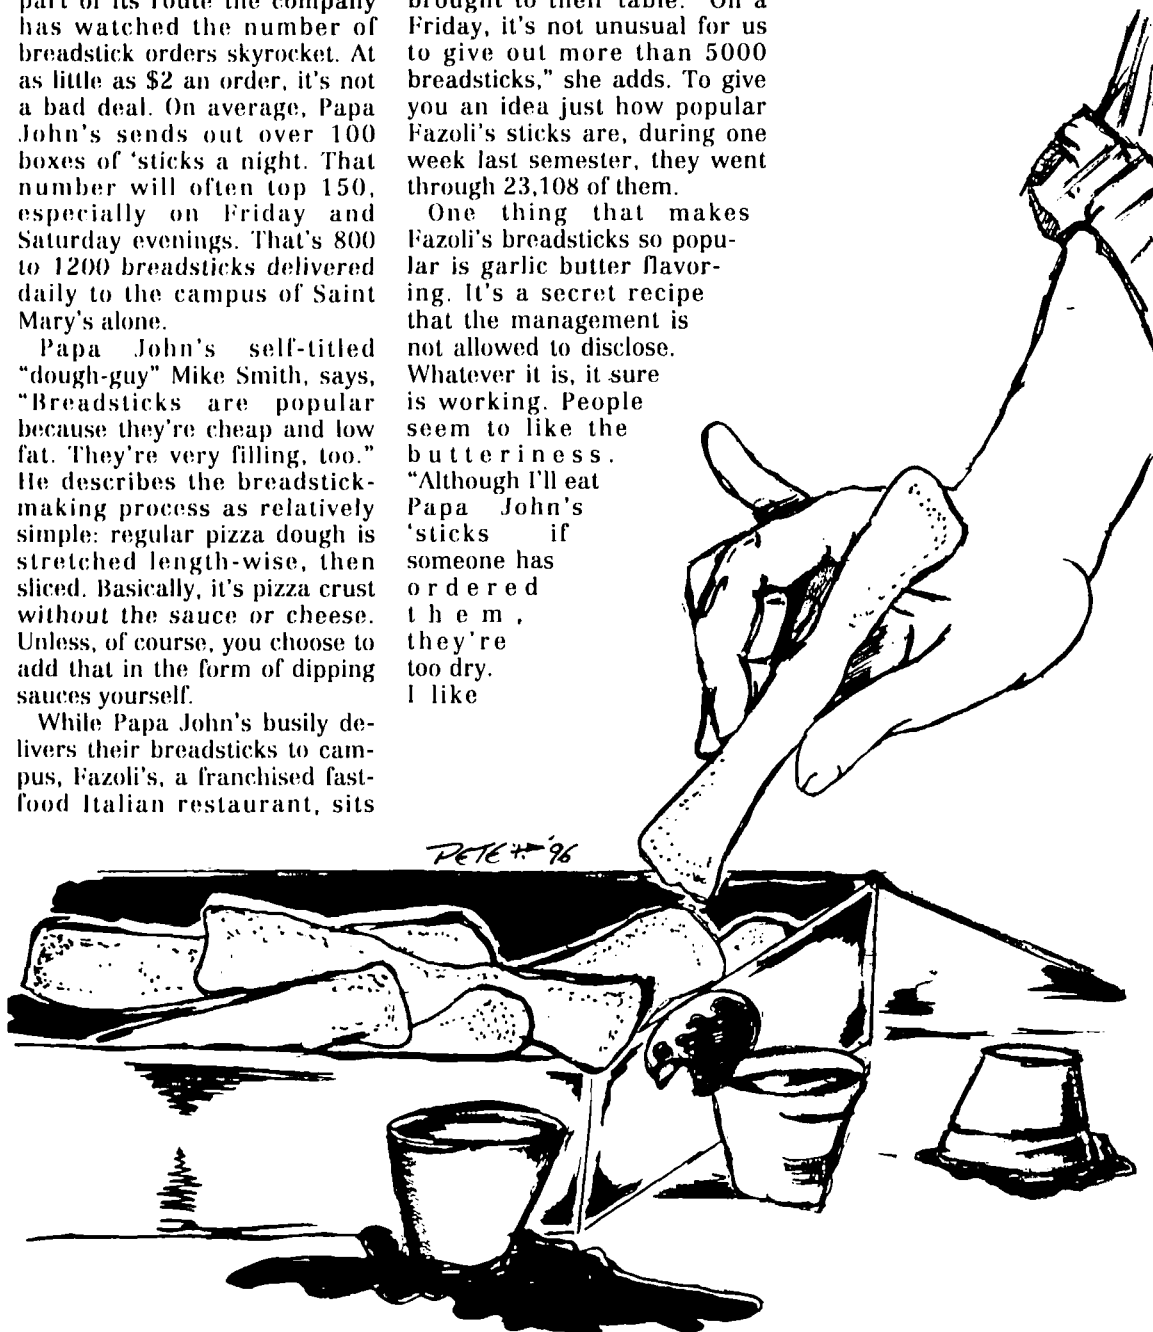 part of its route the company
has watched the number of
breadstick orders skyrocket. At
as little as $2 an order, it's not
a bad deal. On average, Papa
John's sends out over 100
boxes of 'sticks a night. That
number will often top 150,
especially on Friday and
Saturday evenings. That's 800
to 1200 breadsticks delivered
daily to the campus of Saint
Mary's alone.
Papa John's self-titled
“dough-guy” Mike Smith, says,
“Breadsticks are popular
because they're cheap and low
fat. They're very filling, too.”
He describes the breadstick-
making process as relatively
simple: regular pizza dough is
stretched length-wise, then
sliced. Basically, it's pizza crust
without the sauce or cheese.
Unless, of course, you choose to
add that in the form of dipping
sauces yourself.
While Papa John's busily de-
livers their breadsticks to cam-
pus, Fazoli's, a franchised fast-
food Italian restaurant, sits
brought to their table. “On a
Friday, it's not unusual for us
to give out more than 5000
breadsticks,” she adds. To give
you an idea just how popular
Fazoli's sticks are, during one
week last semester, they went
through 23,108 of them.
One thing that makes
Fazoli's breadsticks so popu-
lar is garlic butter flavor-
ing. It's a secret recipe
that the management is
not allowed to disclose.
Whatever it is, it sure
is working. People
seem to like the
butteriness.
“Although I'll eat
Papa John's
'sticks if
someone has
ordered
them,
they're
too dry.
I like
PETE H. '96